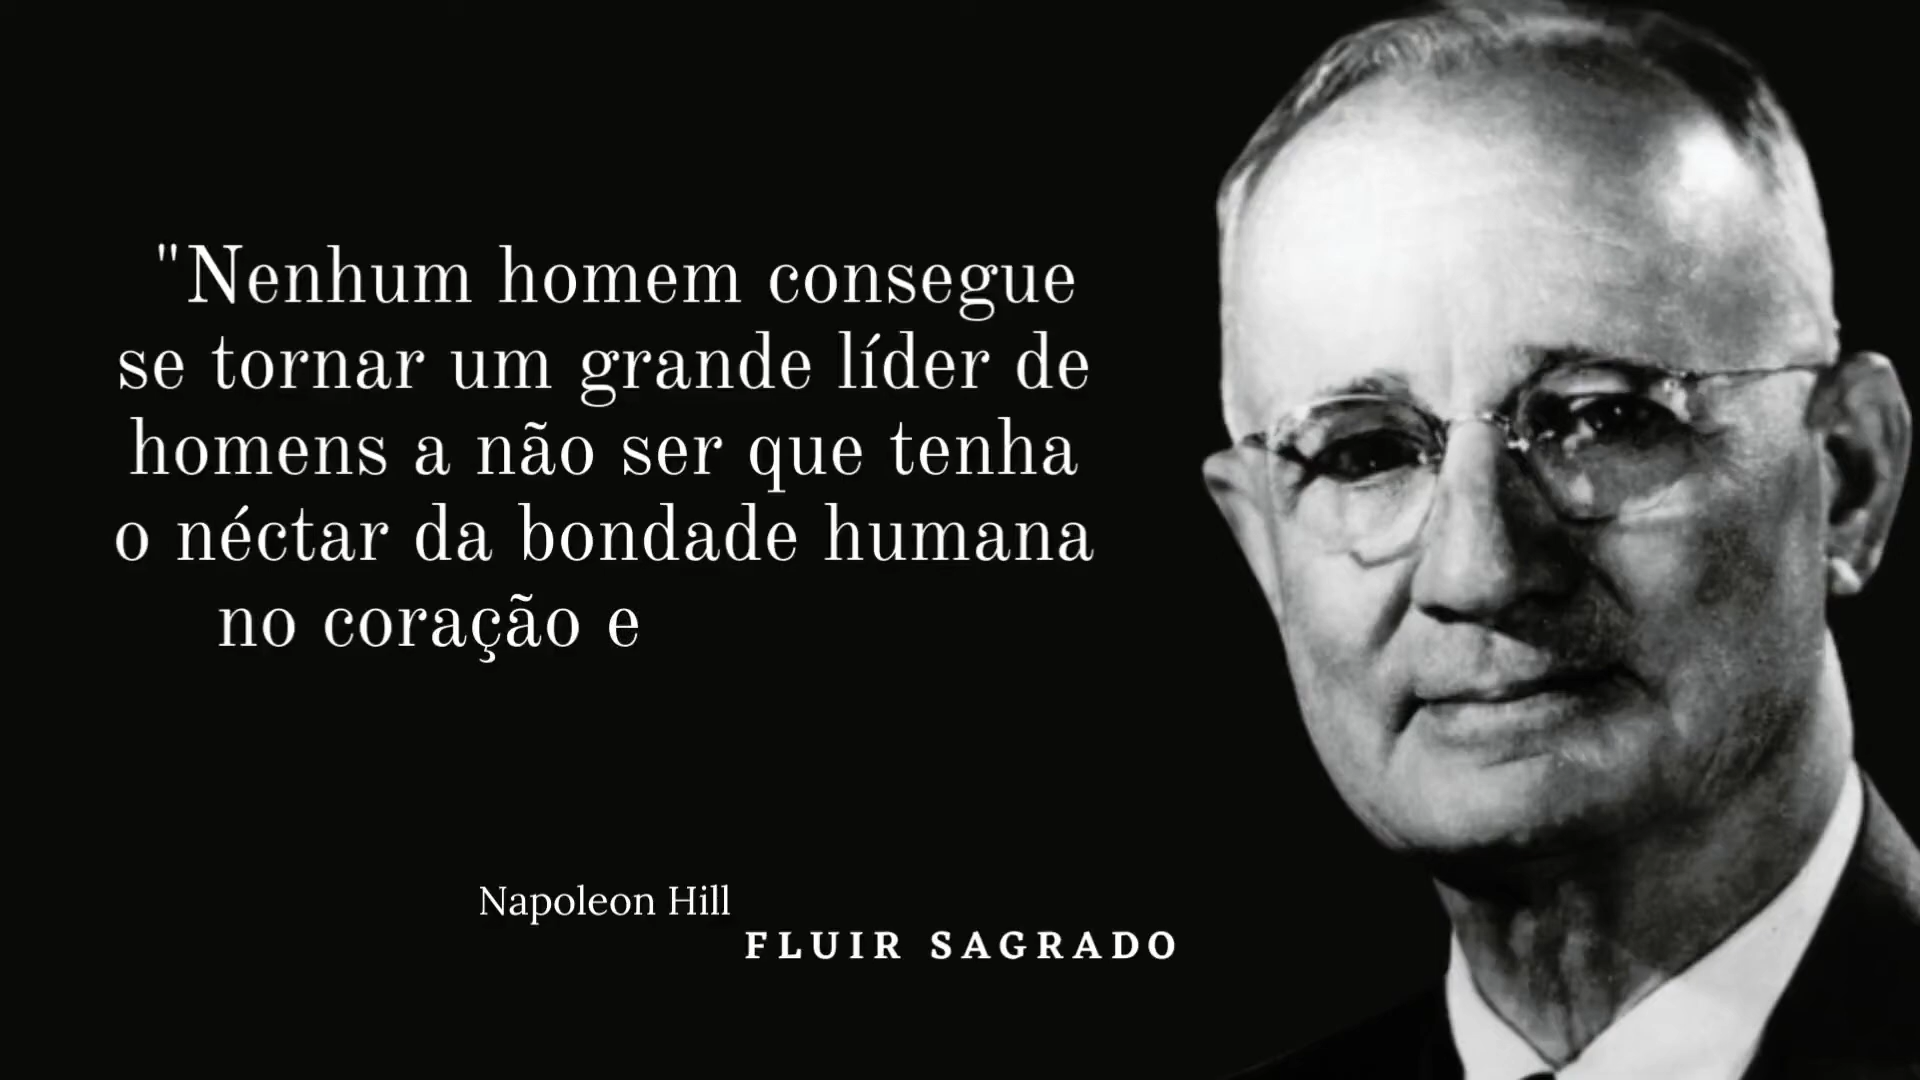 "Nenhum homem consegue
se tornar um grande líder de
homens a não ser que tenha
o néctar da bondade humana
no coração e
Napoleon Hill
FLUIR SAGRADO